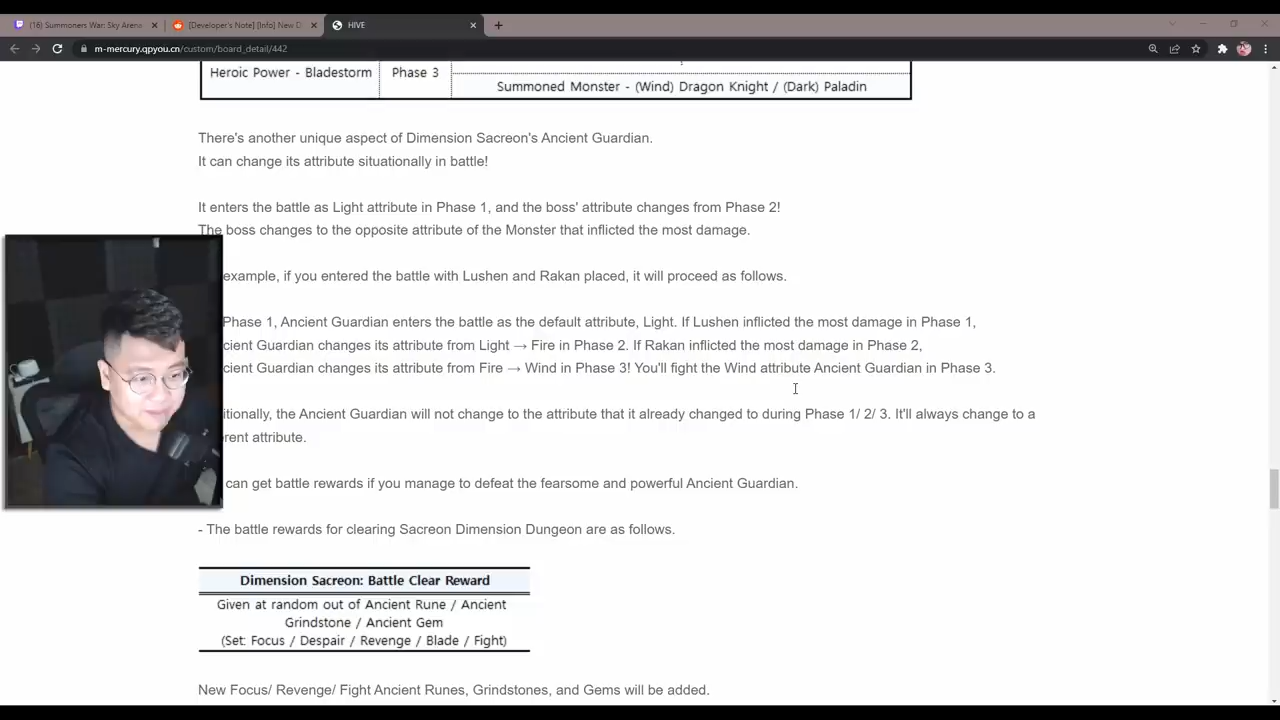 (16) Summoners War: Sky Arena
[Developer's Note] [Info] New D
HIVE
m-mercury.qpyou.cn/custom/board_detail/442
Heroic Power - Bladestorm
Phase 3
Summoned Monster - (Wind) Dragon Knight / (Dark) Paladin
There's another unique aspect of Dimension Sacreon's Ancient Guardian.
It can change its attribute situationally in battle!
It enters the battle as Light attribute in Phase 1, and the boss' attribute changes from Phase 2!
The boss changes to the opposite attribute of the Monster that inflicted the most damage.
example, if you entered the battle with Lushen and Rakan placed, it will proceed as follows.
Phase 1, Ancient Guardian enters the battle as the default attribute, Light. If Lushen inflicted the most damage in Phase 1,
cient Guardian changes its attribute from Light → Fire in Phase 2. If Rakan inflicted the most damage in Phase 2,
cient Guardian changes its attribute from Fire → Wind in Phase 3! You'll fight the Wind attribute Ancient Guardian in Phase 3.
itionally, the Ancient Guardian will not change to the attribute that it already changed to during Phase 1/ 2/ 3. It'll always change to a
erent attribute.
can get battle rewards if you manage to defeat the fearsome and powerful Ancient Guardian.
- The battle rewards for clearing Sacreon Dimension Dungeon are as follows.
Dimension Sacreon: Battle Clear Reward
Given at random out of Ancient Rune / Ancient
Grindstone / Ancient Gem
(Set: Focus / Despair / Revenge / Blade / Fight)
New Focus/ Revenge/ Fight Ancient Runes, Grindstones, and Gems will be added.